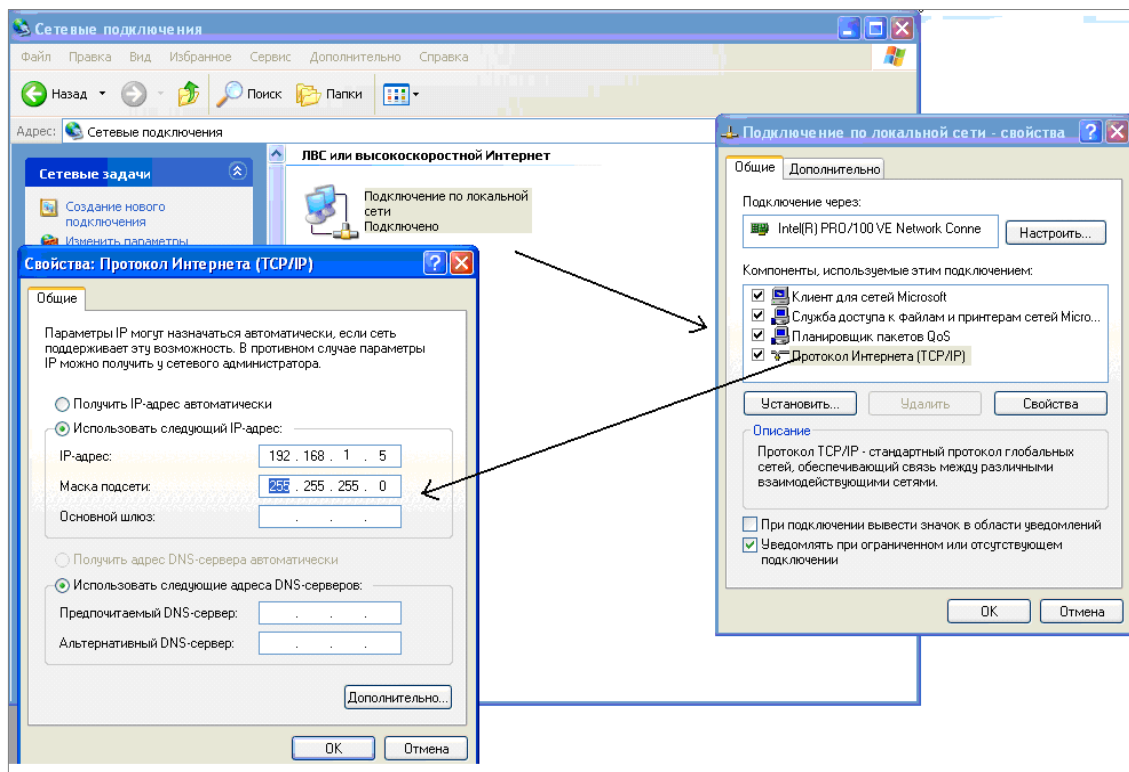 Сетевые подключения
Файл Правка Вид Избранное Сервис Дополнительно Справка
Назад Поиск Папки
Адрес: Сетевые подключения
Сетевые задачи
Создание нового
подключения
Изменить параметры
ЛВС или высокоскоростной Интернет
Подключение по локальной
сети
Подключено
Подключение по локальной сети - свойства
Общие Дополнительно
Подключение через:
Intel(R) PRO/100 VE Network Conne
Настроить...
Компоненты, используемые этим подключением:
Клиент для сетей Microsoft
Служба доступа к файлам и принтерам сетей Micro...
Планировщик пакетов QoS
Протокол Интернета (TCP/IP)
Установить... Удалить Свойства
Описание
Протокол TCP/IP - стандартный протокол глобальных
сетей, обеспечивающий связь между различными
взаимодействующими сетями.
При подключении вывести значок в области уведомлений
Уведомлять при ограниченном или отсутствующем
подключении
OK Отмена
Свойства: Протокол Интернета (TCP/IP)
Общие
Параметры IP могут назначаться автоматически, если сеть
поддерживает эту возможность. В противном случае параметры
IP можно получить у сетевого администратора.
Получить IP-адрес автоматически
Использовать следующий IP-адрес:
IP-адрес: 192 . 168 . 1 . 5
Маска подсети: 255 . 255 . 255 . 0
Основной шлюз: . . .
Получить адрес DNS-сервера автоматически
Использовать следующие адреса DNS-серверов:
Предпочитаемый DNS-сервер: . . .
Альтернативный DNS-сервер: . . .
Дополнительно...
OK Отмена